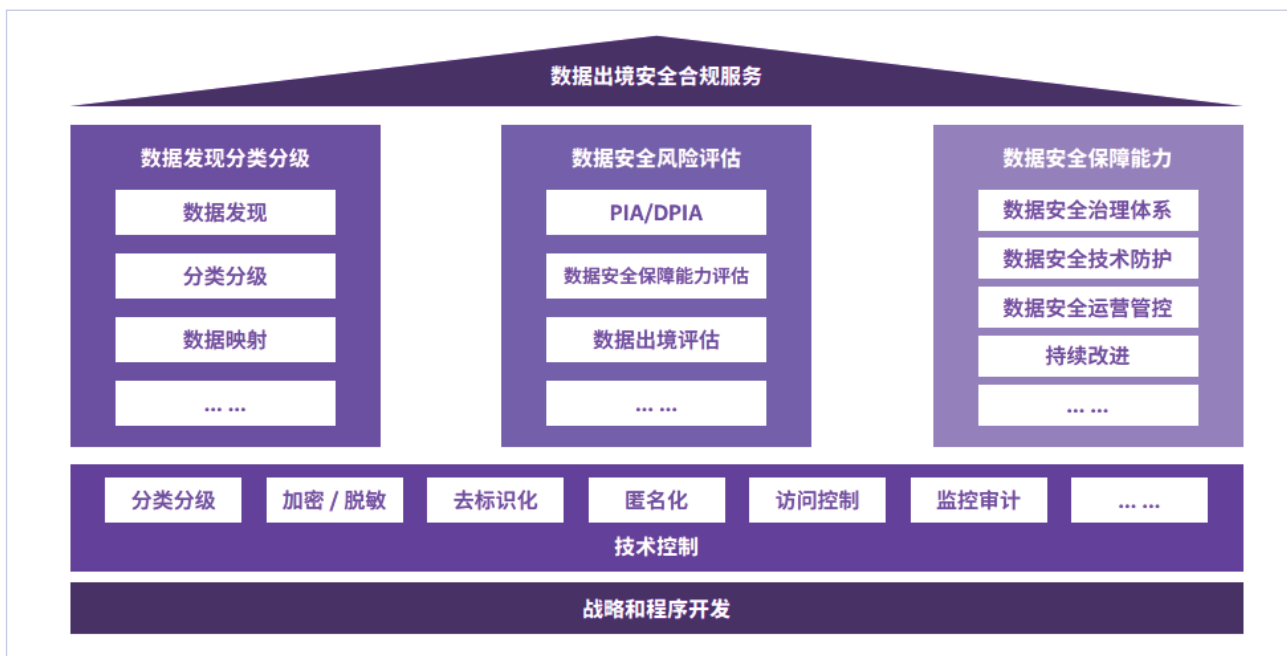 数据出境安全合规服务
数据发现分类分级
数据发现
分类分级
数据映射
... ...
数据安全风险评估
PIA/DPIA
数据安全保障能力评估
数据出境评估
... ...
数据安全保障能力
数据安全治理体系
数据安全技术防护
数据安全运营管控
持续改进
... ...
分类分级
加密 / 脱敏
去标识化
匿名化
访问控制
监控审计
... ...
技术控制
战略和程序开发